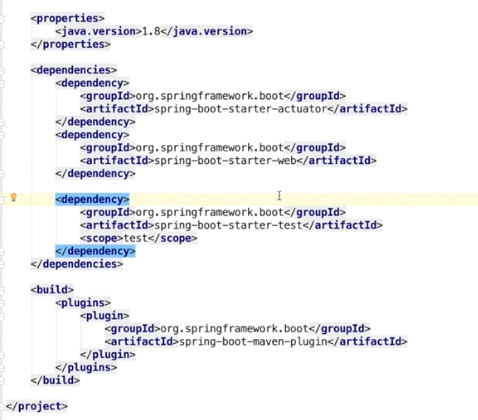 <properties>
<java.version>1.8</java.version>
</properties>
<dependencies>
<dependency>
<groupId>org.springframework.boot</groupId>
<artifactId>spring-boot-starter-actuator</artifactId>
</dependency>
<dependency>
<groupId>org.springframework.boot</groupId>
<artifactId>spring-boot-starter-web</artifactId>
</dependency>
<dependency>
<groupId>org.springframework.boot</groupId>
<artifactId>spring-boot-starter-test</artifactId>
<scope>test</scope>
</dependency>
</dependencies>
<build>
<plugins>
<plugin>
<groupId>org.springframework.boot</groupId>
<artifactId>spring-boot-maven-plugin</artifactId>
</plugin>
</plugins>
</build>
</project>